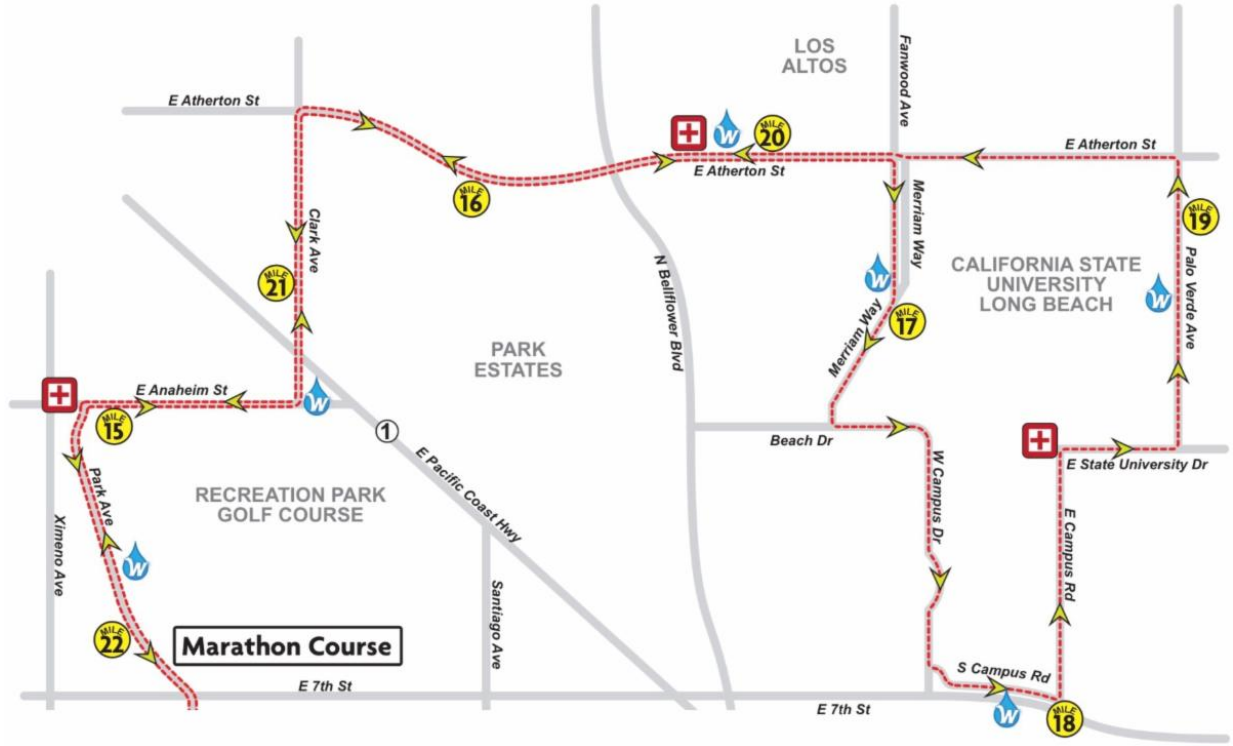 LOS
ALTOS
Fanwood Ave
E Atherton St
MILE
20
W
E Atherton St
E Atherton St
MILE
16
Merriam Way
MILE
19
Clark Ave
N Bellflower Blvd
CALIFORNIA STATE
UNIVERSITY
LONG BEACH
Palo Verde Ave
W
W
MILE
21
MILE
17
Merriam Way
PARK
ESTATES
E Anaheim St
W
MILE
15
1
Beach Dr
E State University Dr
E Pacific Coast Hwy
W Campus Dr
E Campus Rd
Park Ave
RECREATION PARK
GOLF COURSE
Ximeno Ave
W
Santiago Ave
MILE
22
Marathon Course
S Campus Rd
E 7th St
E 7th St
W
MILE
18